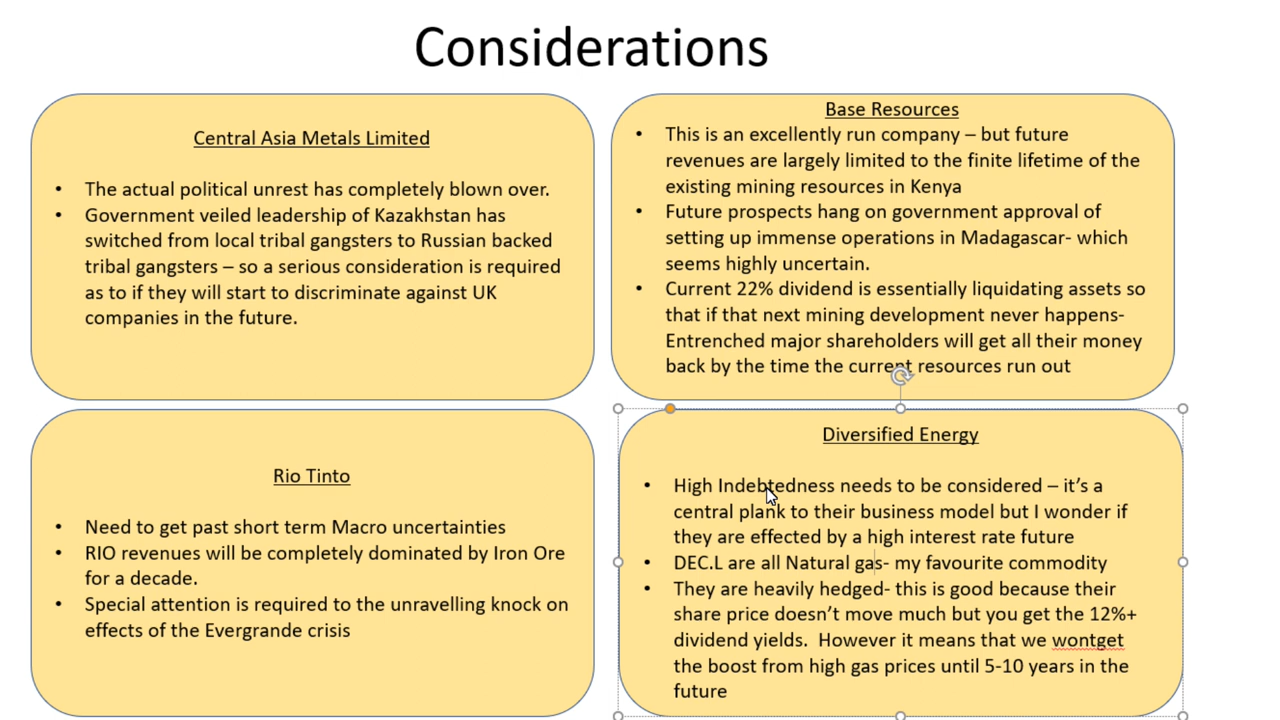 Considerations
Central Asia Metals Limited
• The actual political unrest has completely blown over.
• Government veiled leadership of Kazakhstan has
switched from local tribal gangsters to Russian backed
tribal gangsters – so a serious consideration is required
as to if they will start to discriminate against UK
companies in the future.
Base Resources
• This is an excellently run company – but future
revenues are largely limited to the finite lifetime of the
existing mining resources in Kenya
• Future prospects hang on government approval of
setting up immense operations in Madagascar- which
seems highly uncertain.
• Current 22% dividend is essentially liquidating assets so
that if that next mining development never happens-
Entrenched major shareholders will get all their money
back by the time the current resources run out
Rio Tinto
• Need to get past short term Macro uncertainties
• RIO revenues will be completely dominated by Iron Ore
for a decade.
• Special attention is required to the unravelling knock on
effects of the Evergrande crisis
Diversified Energy
• High Indebtedness needs to be considered – it's a
central plank to their business model but I wonder if
they are effected by a high interest rate future
• DEC.L are all Natural gas- my favourite commodity
• They are heavily hedged- this is good because their
share price doesn't move much but you get the 12%+
dividend yields.  However it means that we wontget
the boost from high gas prices until 5-10 years in the
future